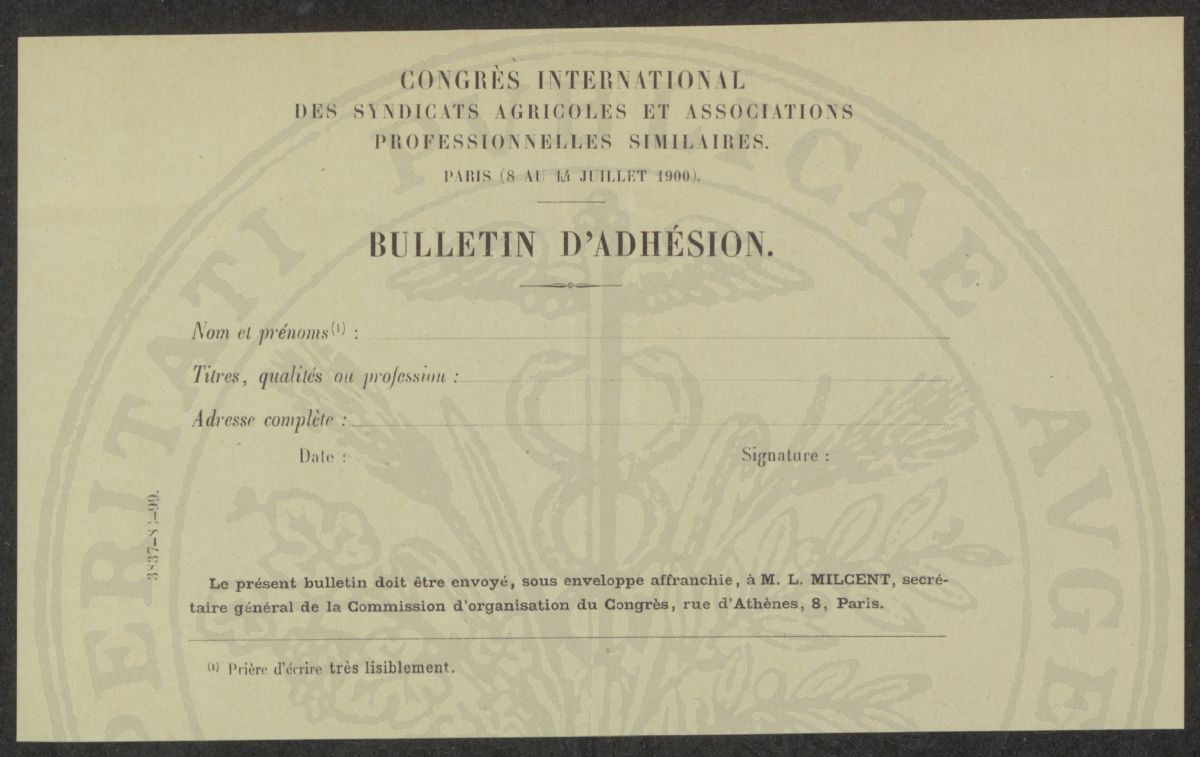 CONGRÈS INTERNATIONAL
DES SYNDICATS AGRICOLES ET ASSOCIATIONS
PROFESSIONNELLES SIMILAIRES.
PARIS (8 AU 14 JUILLET 1900).
BULLETIN D'ADHÉSION.
Nom et prénoms (1) :
Titres, qualités ou profession :
Adresse complète :
Date :
Signature :
Le présent bulletin doit être envoyé, sous enveloppe affranchie, à M. L. MILCENT, secré-
taire général de la Commission d'organisation du Congrès, rue d'Athènes, 8, Paris.
(1) Prière d'écrire très lisiblement.